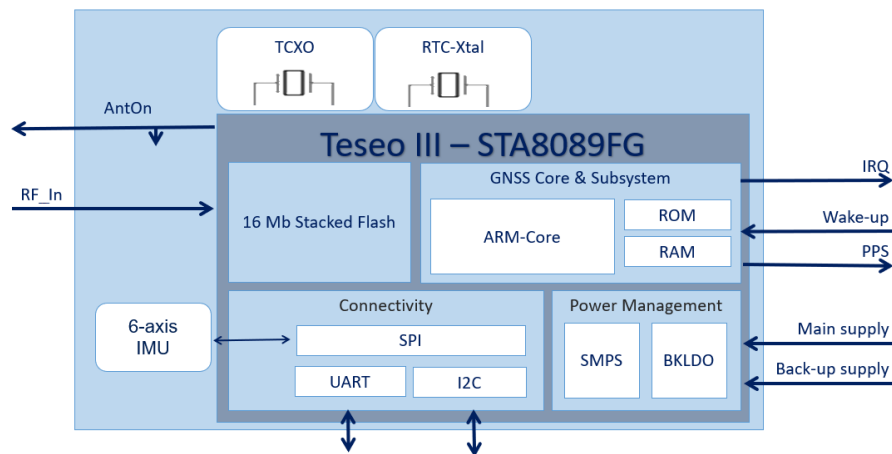 TCXO
RTC-Xtal
AntOn
Teseo III – STA8089FG
RF_In
16 Mb Stacked Flash
GNSS Core & Subsystem
ARM-Core
ROM
RAM
IRQ
Wake-up
PPS
6-axis
IMU
Connectivity
SPI
UART
I2C
Power Management
SMPS
BKLDO
Main supply
Back-up supply